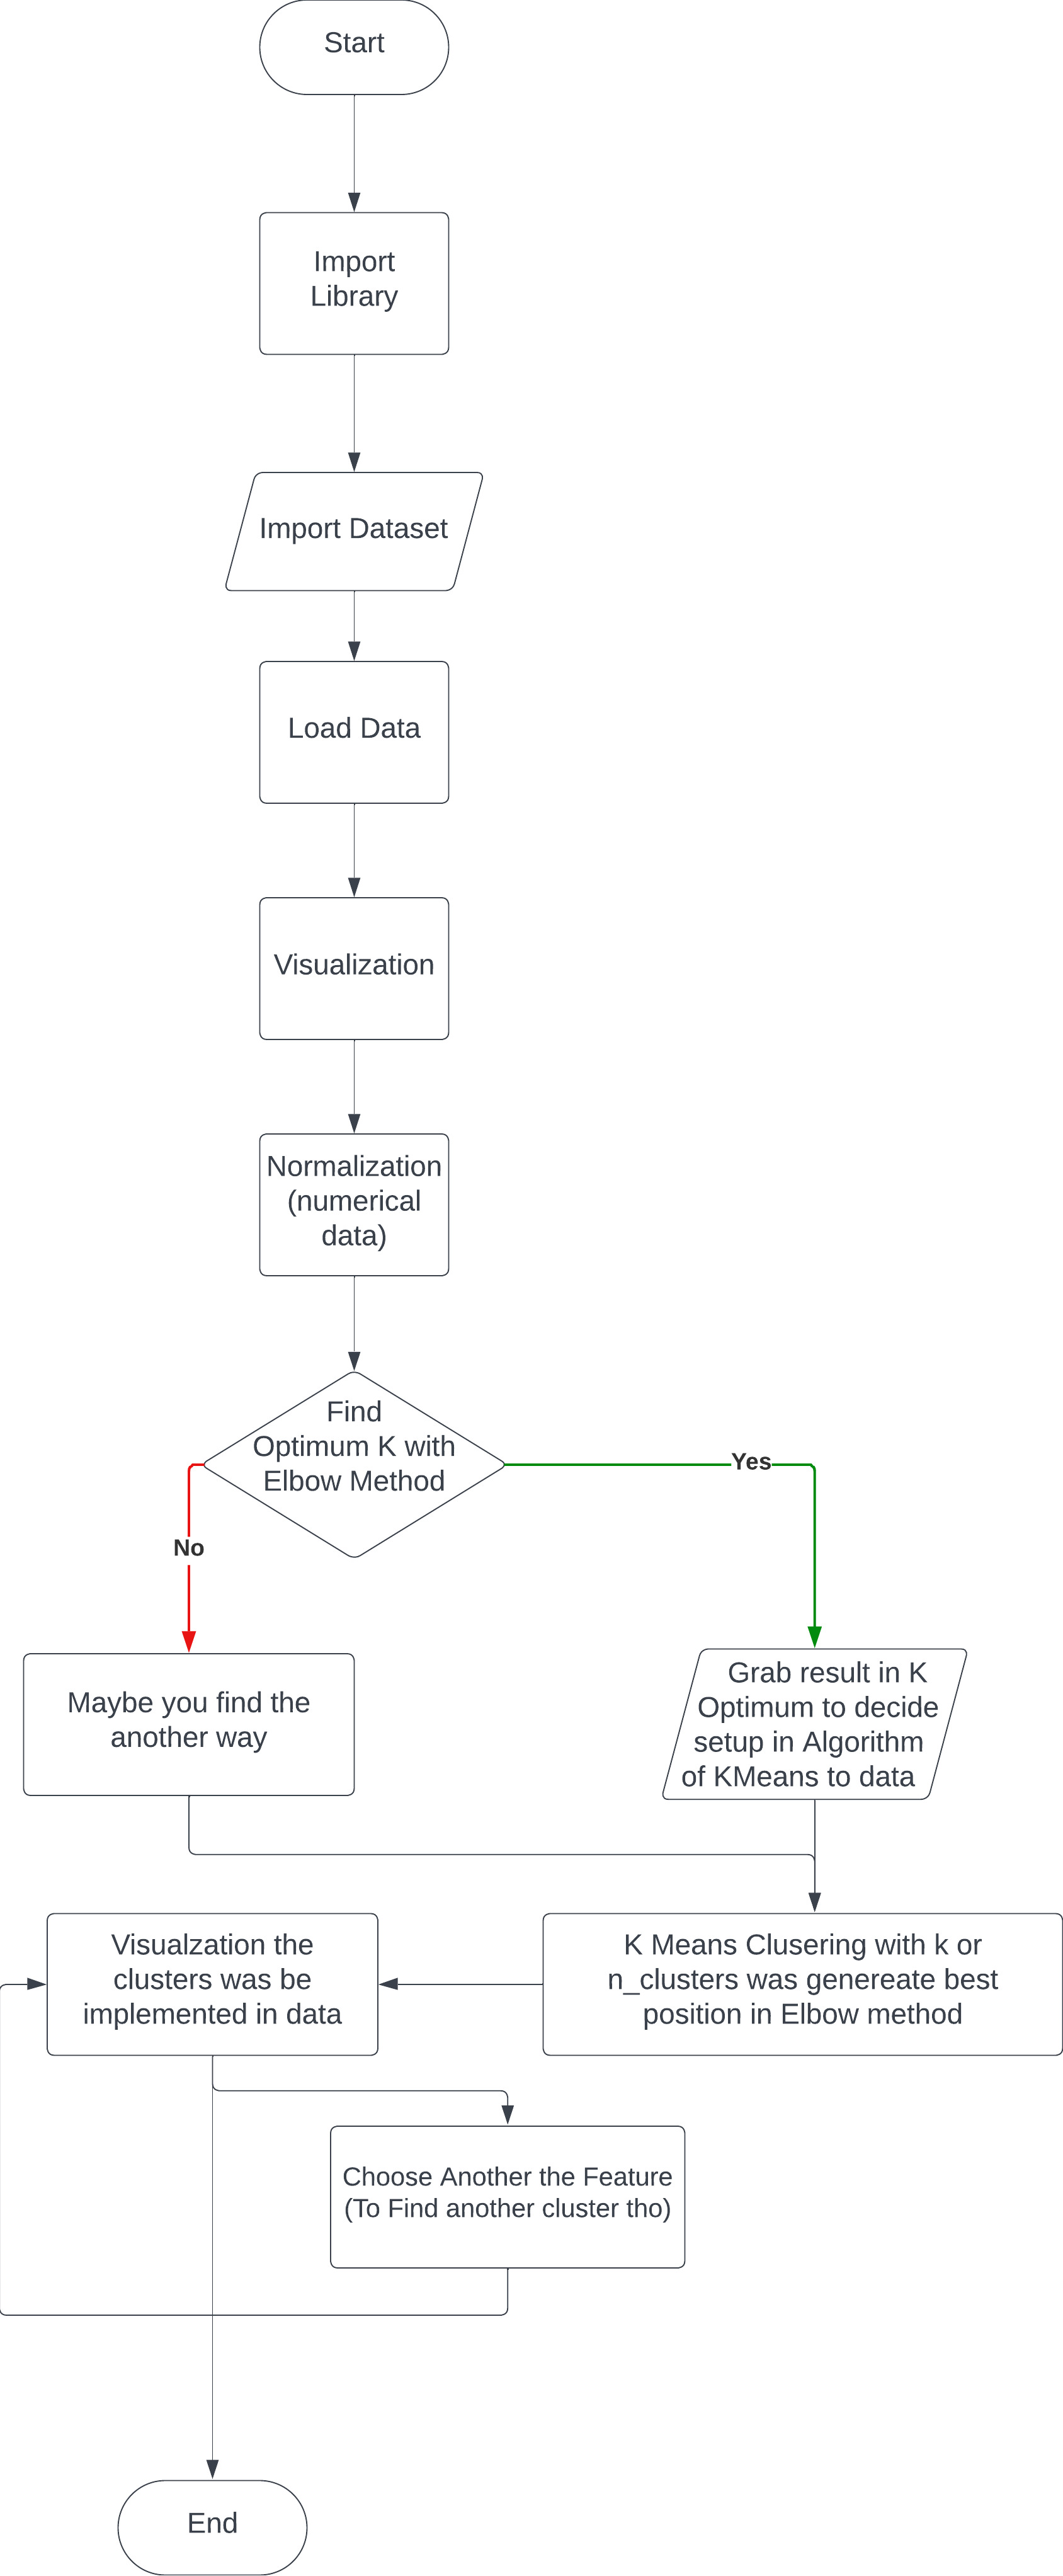 Start
Import
Library
Import Dataset
Load Data
Visualization
Normalization
(numerical
data)
Find
Optimum K with
Elbow Method
Yes
No
Maybe you find the
another way
Grab result in K
Optimum to decide
setup in Algorithm
of KMeans to data
Visualzation the
clusters was be
implemented in data
K Means Clusering with k or
n_clusters was genereate best
position in Elbow method
Choose Another the Feature
(To Find another cluster tho)
End